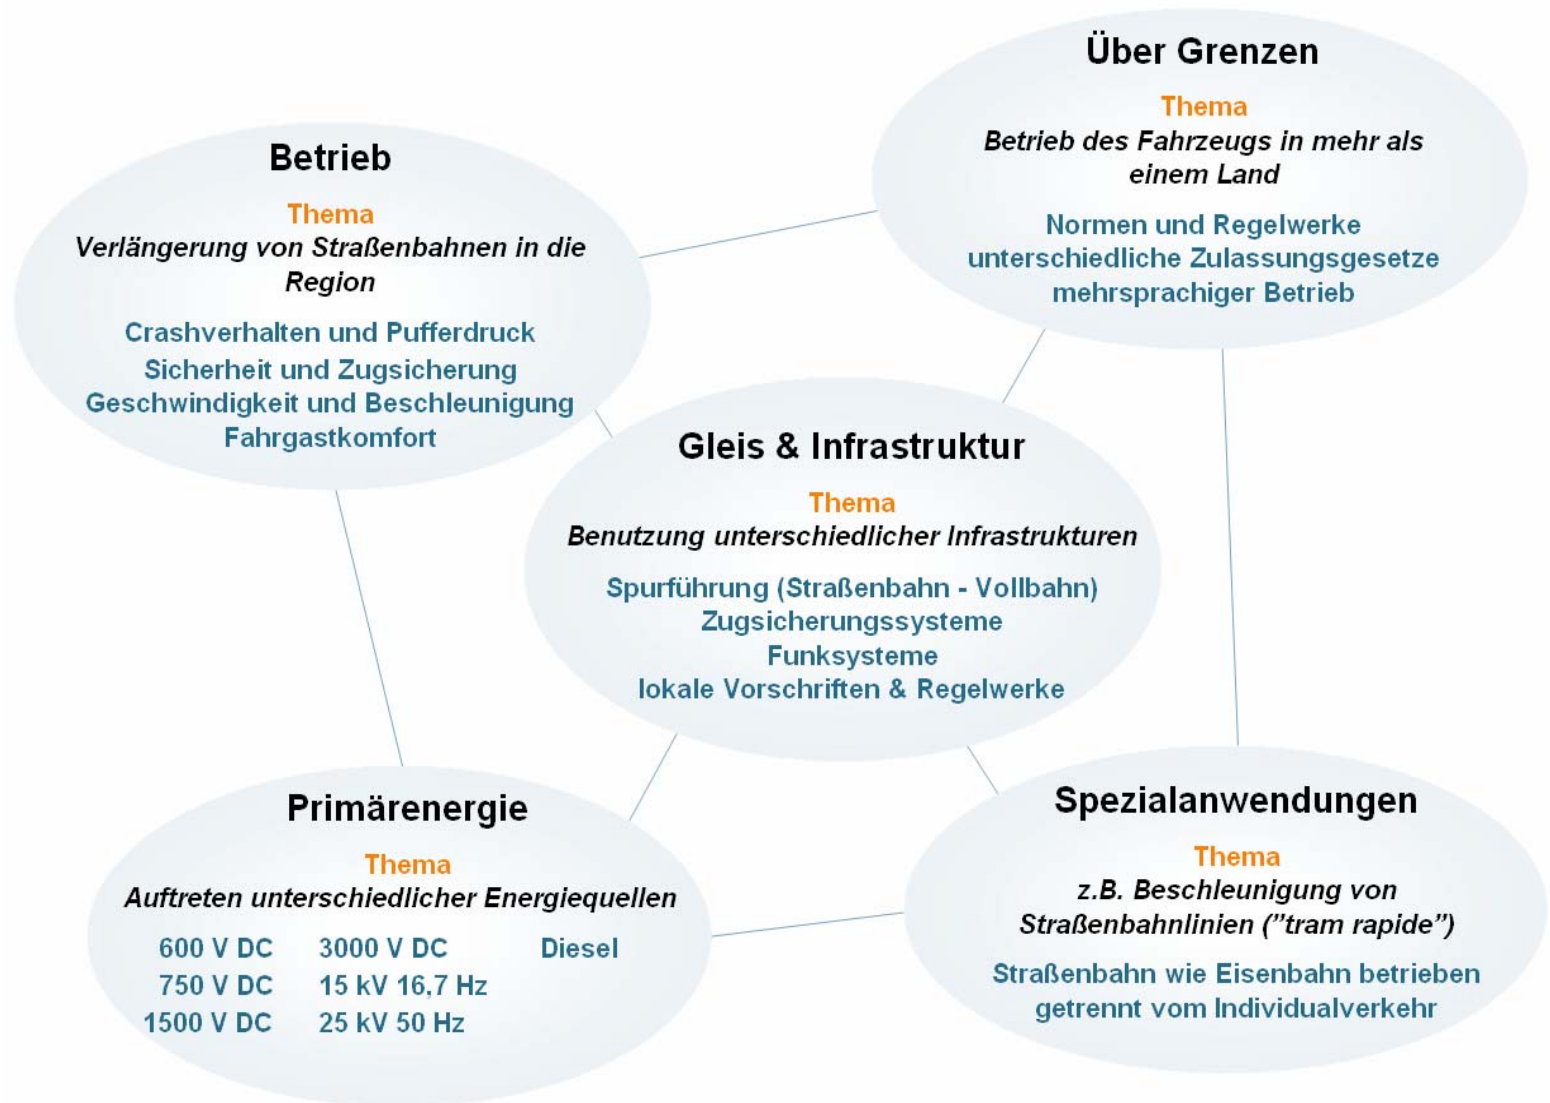 Über Grenzen
Thema
Betrieb des Fahrzeugs in mehr als
einem Land
Normen und Regelwerke
unterschiedliche Zulassungsgesetze
mehrsprachiger Betrieb
Betrieb
Thema
Verlängerung von Straßenbahnen in die
Region
Crashverhalten und Pufferdruck
Sicherheit und Zugsicherung
Geschwindigkeit und Beschleunigung
Fahrgastkomfort
Gleis & Infrastruktur
Thema
Benutzung unterschiedlicher Infrastrukturen
Spurführung (Straßenbahn - Vollbahn)
Zugsicherungssysteme
Funksysteme
lokale Vorschriften & Regelwerke
Primärenergie
Thema
Auftreten unterschiedlicher Energiequellen
600 V DC 3000 V DC Diesel
750 V DC 15 kV 16,7 Hz
1500 V DC 25 kV 50 Hz
Spezialanwendungen
Thema
z.B. Beschleunigung von
Straßenbahnlinien (”tram rapide”)
Straßenbahn wie Eisenbahn betrieben
getrennt vom Individualverkehr